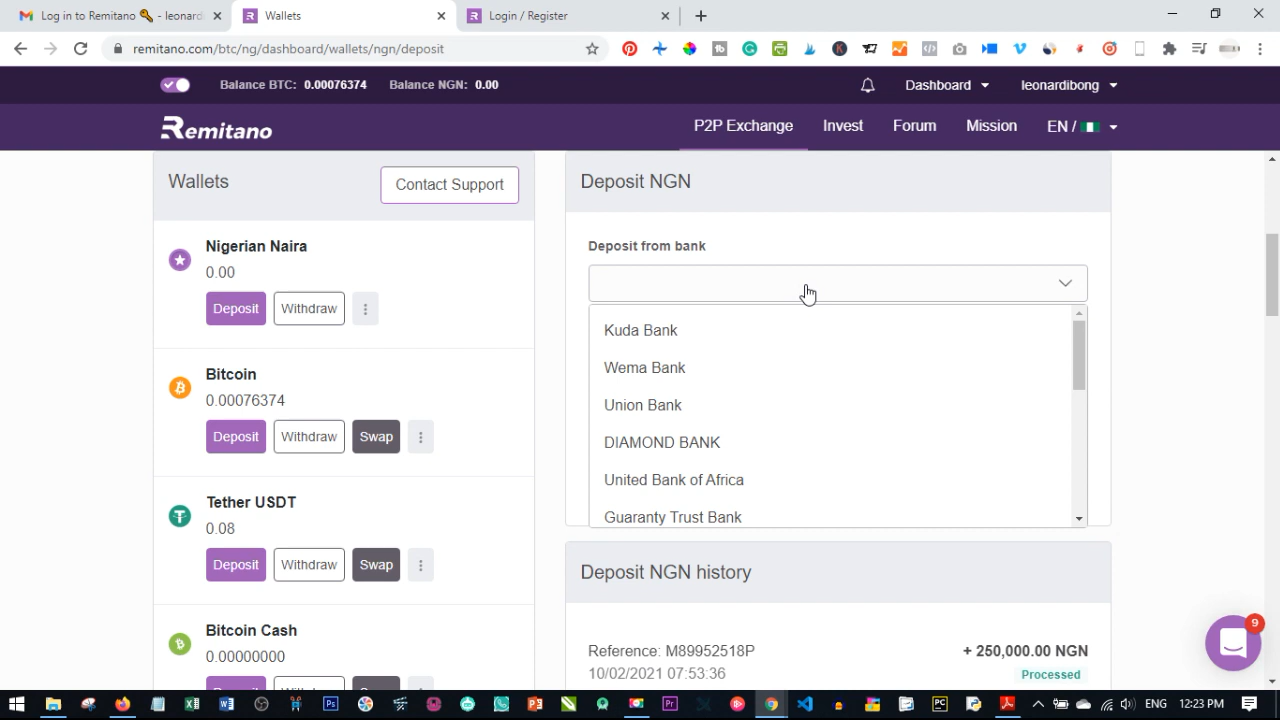 Log in to Remitano 🔑 - leonardi
Wallets
Login / Register
remitano.com/btc/ng/dashboard/wallets/ngn/deposit
Balance BTC: 0.00076374
Balance NGN: 0.00
Dashboard
leonardibong
Remitano
P2P Exchange
Invest
Forum
Mission
EN /
Wallets
Contact Support
Nigerian Naira
0.00
Deposit
Withdraw
Bitcoin
0.00076374
Deposit
Withdraw
Swap
Tether USDT
0.08
Deposit
Withdraw
Swap
Bitcoin Cash
0.00000000
Deposit NGN
Deposit from bank
Kuda Bank
Wema Bank
Union Bank
DIAMOND BANK
United Bank of Africa
Guaranty Trust Bank
Deposit NGN history
Reference: M89952518P
+ 250,000.00 NGN
10/02/2021 07:53:36
Processed
9
ENG
12:23 PM